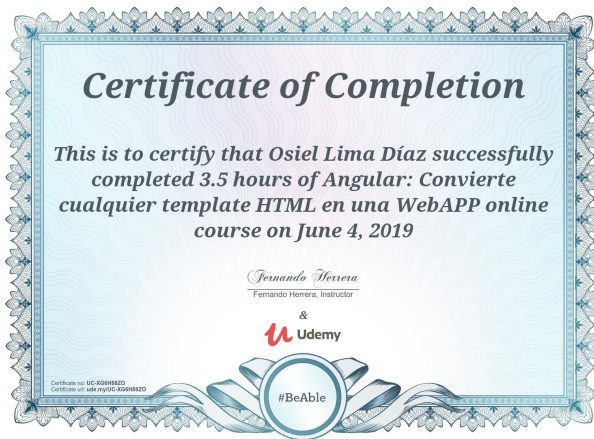 Certificate of Completion
This is to certify that Osiel Lima Díaz successfully
completed 3.5 hours of Angular: Convierte
cualquier template HTML en una WebAPP online
course on June 4, 2019
Fernando Herrera
Fernando Herrera, Instructor
&
Udemy
Certificate no: UC-XG6H88ZO
Certificate url: ude.my/UC-XG6H88ZO
#BeAble